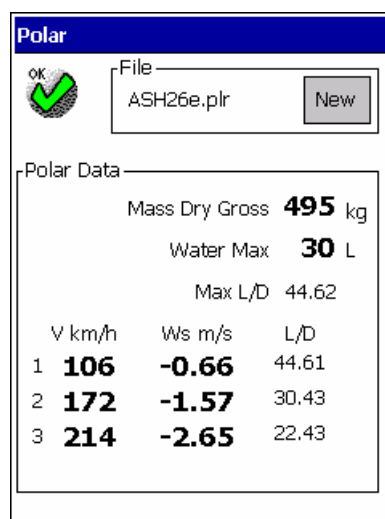 Polar
OK
File
ASH26e.plr New
Polar Data
Mass Dry Gross 495 kg
Water Max 30 L
Max L/D 44.62
V km/h Ws m/s L/D
1 106 -0.66 44.61
2 172 -1.57 30.43
3 214 -2.65 22.43